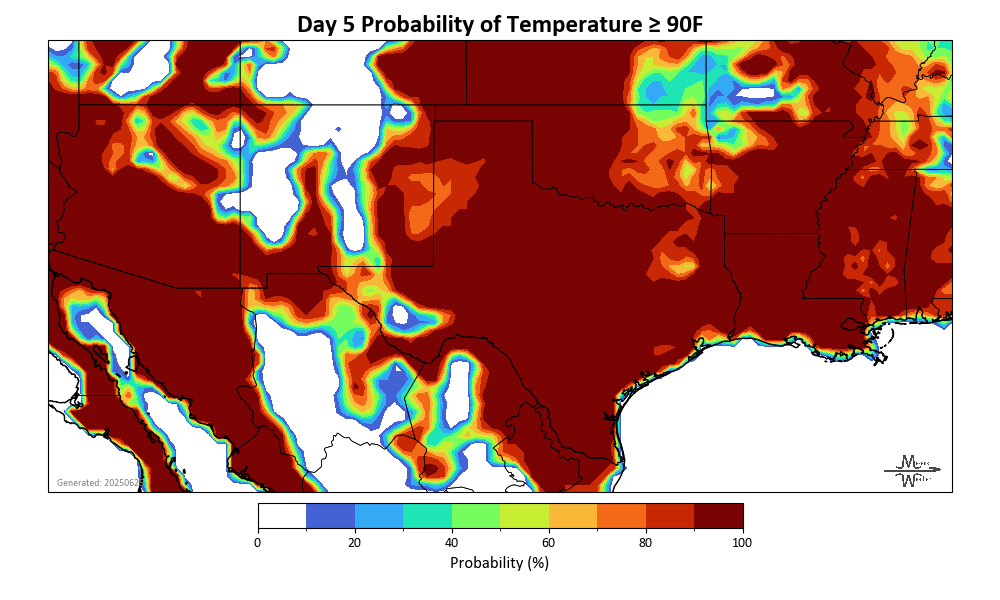 Day 5 Probability of Temperature ≥ 90F
Generated: 2025062
0 20 40 60 80 100
Probability (%)